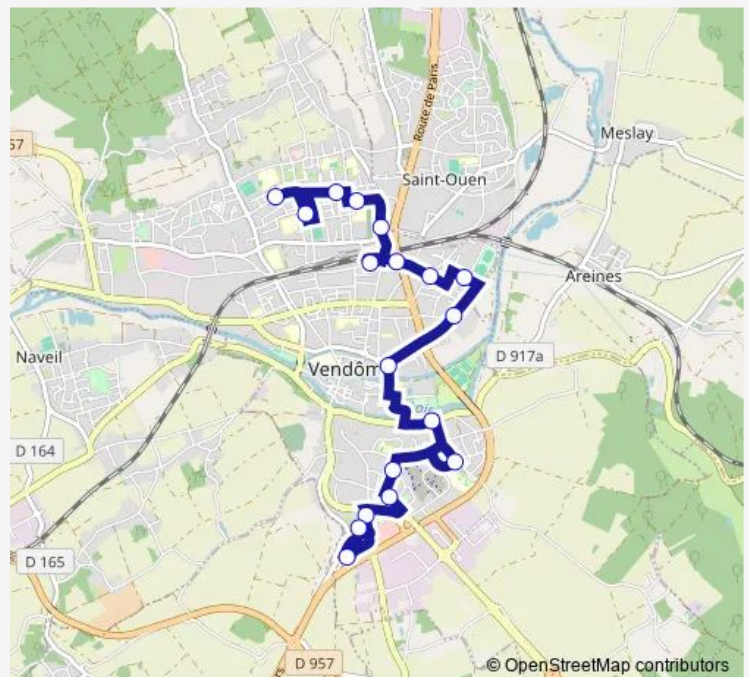 Route de Paris
57
Meslay
Saint-Ouen
Areines
Naveil
Vendôm
D 917a
D 164
D 165
D 957
© OpenStreetMap contributors